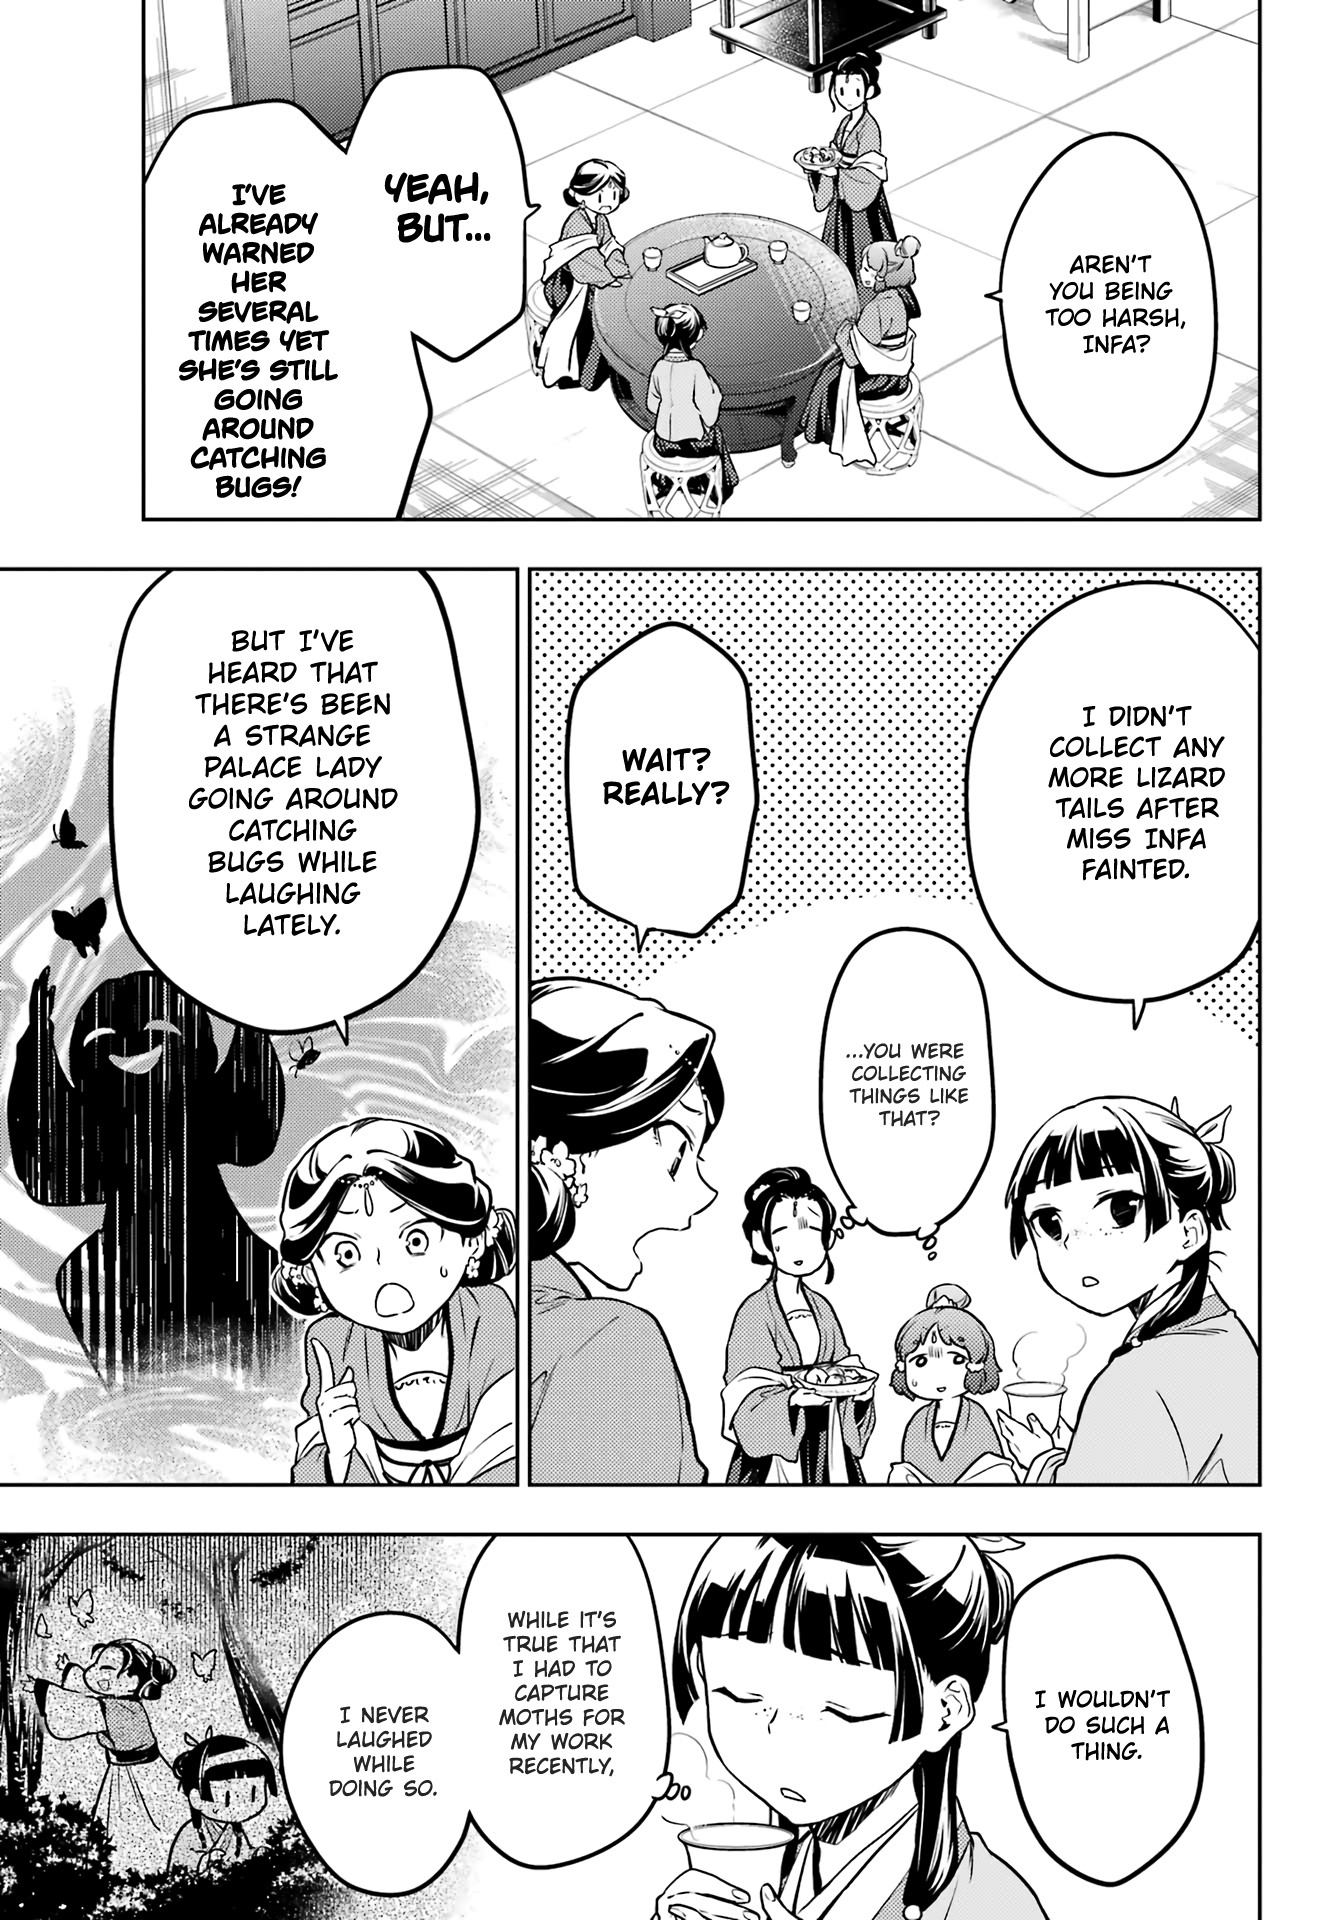 AREN'T
YOU BEING
TOO HARSH,
INFA?
YEAH,
BUT...
I'VE
ALREADY
WARNED
HER
SEVERAL
TIMES YET
SHE'S STILL
GOING
AROUND
CATCHING
BUGS!
I DIDN'T
COLLECT ANY
MORE LIZARD
TAILS AFTER
MISS INFA
FAINTED.
...YOU WERE
COLLECTING
THINGS LIKE
THAT?
WAIT?
REALLY?
BUT I'VE
HEARD THAT
THERE'S BEEN
A STRANGE
PALACE LADY
GOING AROUND
CATCHING
BUGS WHILE
LAUGHING
LATELY.
I WOULDN'T
DO SUCH A
THING.
WHILE IT'S
TRUE THAT
I HAD TO
CAPTURE
MOTHS FOR
MY WORK
RECENTLY,
I NEVER
LAUGHED
WHILE
DOING SO.